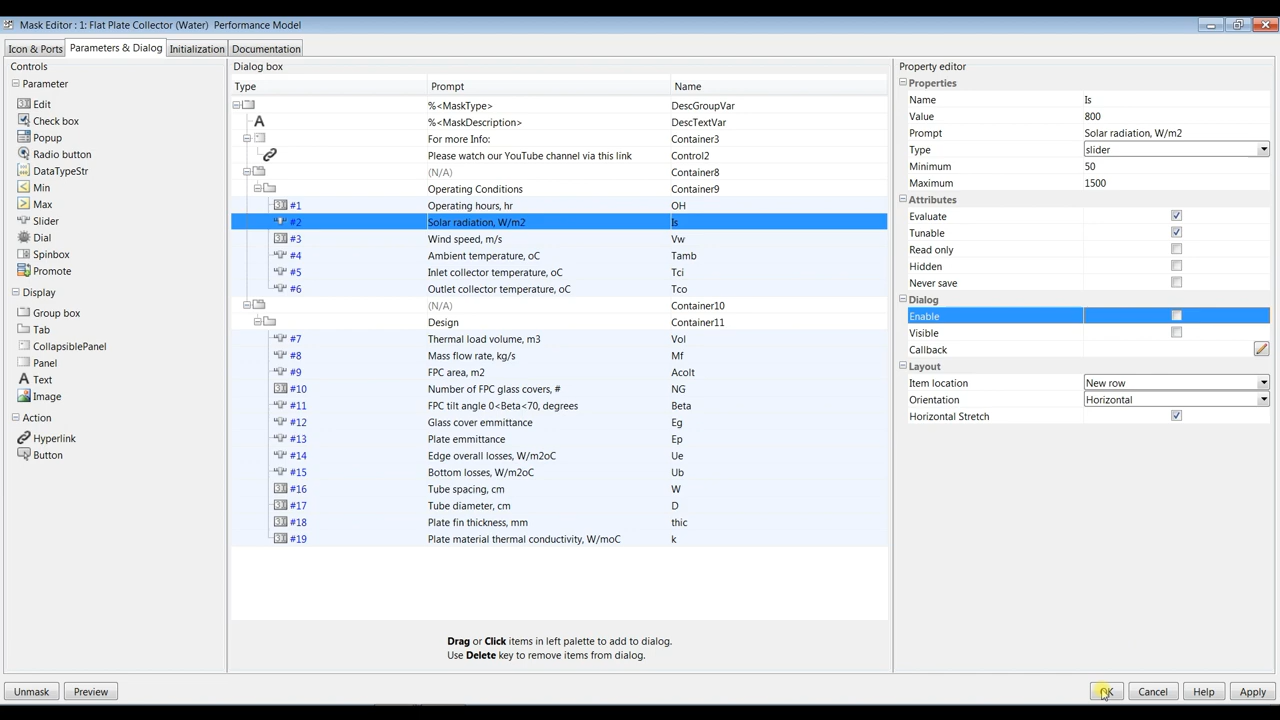 Mask Editor : 1: Flat Plate Collector (Water) Performance Model
Icon & Ports Parameters & Dialog Initialization Documentation
Controls
Parameter
Edit
Check box
Popup
Radio button
DataTypeStr
Min
Max
Slider
Dial
Spinbox
Promote
Display
Group box
Tab
CollapsiblePanel
Panel
A Text
Image
Action
Hyperlink
Button
Dialog box
Type Prompt Name
%<MaskType> DescGroupVar
A %<MaskDescription> DescTextVar
For more Info: Container3
Please watch our YouTube channel via this link Control2
(N/A) Container8
Operating Conditions Container9
#1 Operating hours, hr OH
#2 Solar radiation, W/m2 Is
#3 Wind speed, m/s Vw
#4 Ambient temperature, oC Tamb
#5 Inlet collector temperature, oC Tci
#6 Outlet collector temperature, oC Tco
(N/A) Container10
Design Container11
#7 Thermal load volume, m3 Vol
#8 Mass flow rate, kg/s Mf
#9 FPC area, m2 Acolt
#10 Number of FPC glass covers, # NG
#11 FPC tilt angle 0<Beta<70, degrees Beta
#12 Glass cover emmittance Eg
#13 Plate emmittance Ep
#14 Edge overall losses, W/m2oC Ue
#15 Bottom losses, W/m2oC Ub
#16 Tube spacing, cm W
#17 Tube diameter, cm D
#18 Plate fin thickness, mm thic
#19 Plate material thermal conductivity, W/moC k
Drag or Click items in left palette to add to dialog.
Use Delete key to remove items from dialog.
Property editor
Properties
Name Is
Value 800
Prompt Solar radiation, W/m2
Type slider
Minimum 50
Maximum 1500
Attributes
Evaluate
Tunable
Read only
Hidden
Never save
Dialog
Enable
Visible
Callback
Layout
Item location New row
Orientation Horizontal
Horizontal Stretch
Unmask Preview OK Cancel Help Apply